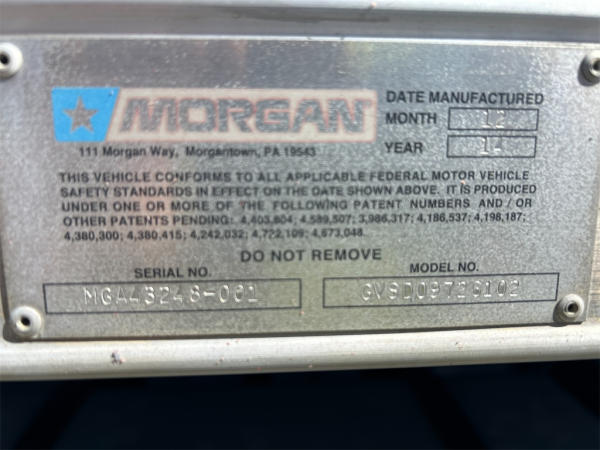 MORGAN
111 Morgan Way, Morgantown, PA 19543
DATE MANUFACTURED
MONTH 12
YEAR 14
THIS VEHICLE CONFORMS TO ALL APPLICABLE FEDERAL MOTOR VEHICLE
SAFETY STANDARDS IN EFFECT ON THE DATE SHOWN ABOVE. IT IS PRODUCED
UNDER ONE OR MORE OF THE FOLLOWING PATENT NUMBERS AND / OR
OTHER PATENTS PENDING: 4,403,804; 4,589,507; 3,986,317; 4,186,537; 4,198,187;
4,380,300; 4,380,415; 4,242,032; 4,722,109; 4,673,048.
DO NOT REMOVE
SERIAL NO. MODEL NO.
MGA43248-001